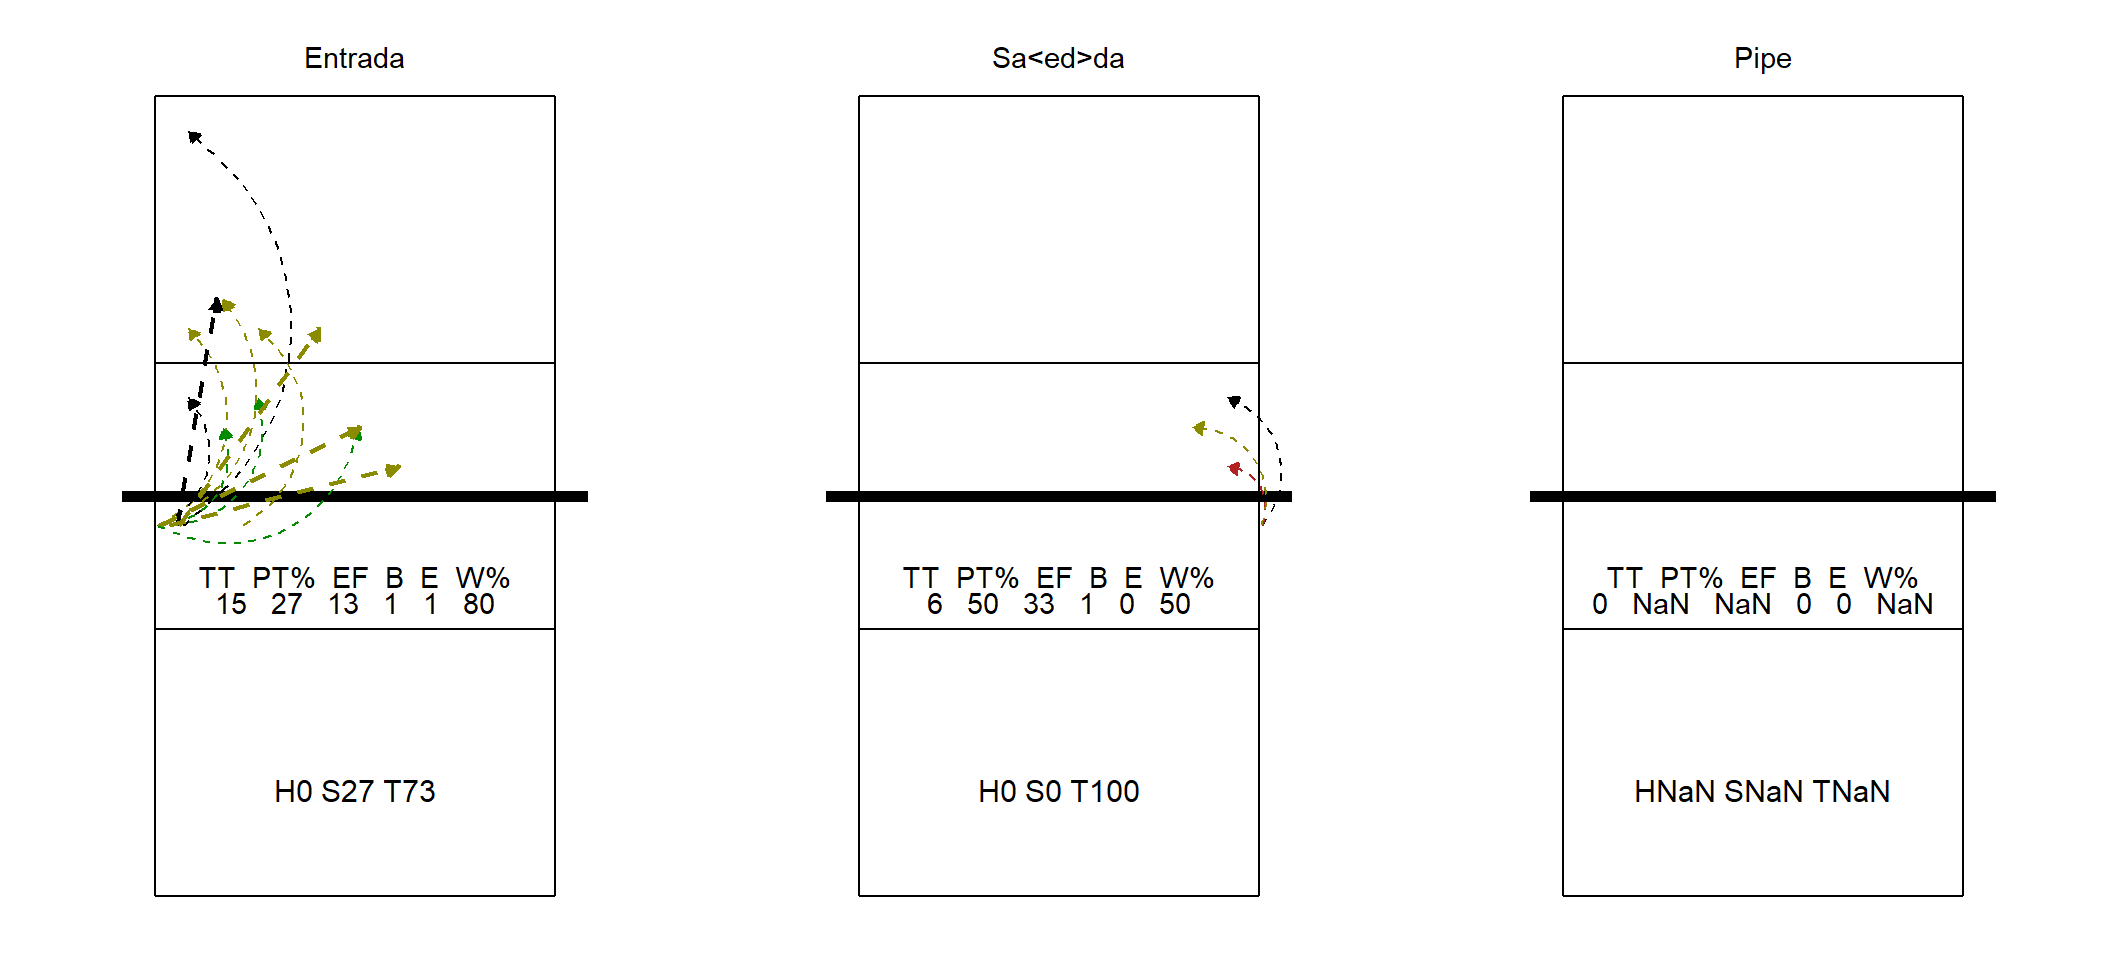 Entrada
TT PT% EF B E W%
15 27 13 1 1 80
H0 S27 T73
Sa<ed>da
TT PT% EF B E W%
6 50 33 1 0 50
H0 S0 T100
Pipe
TT PT% EF B E W%
0 NaN NaN 0 0 NaN
HNaN SNaN TNaN